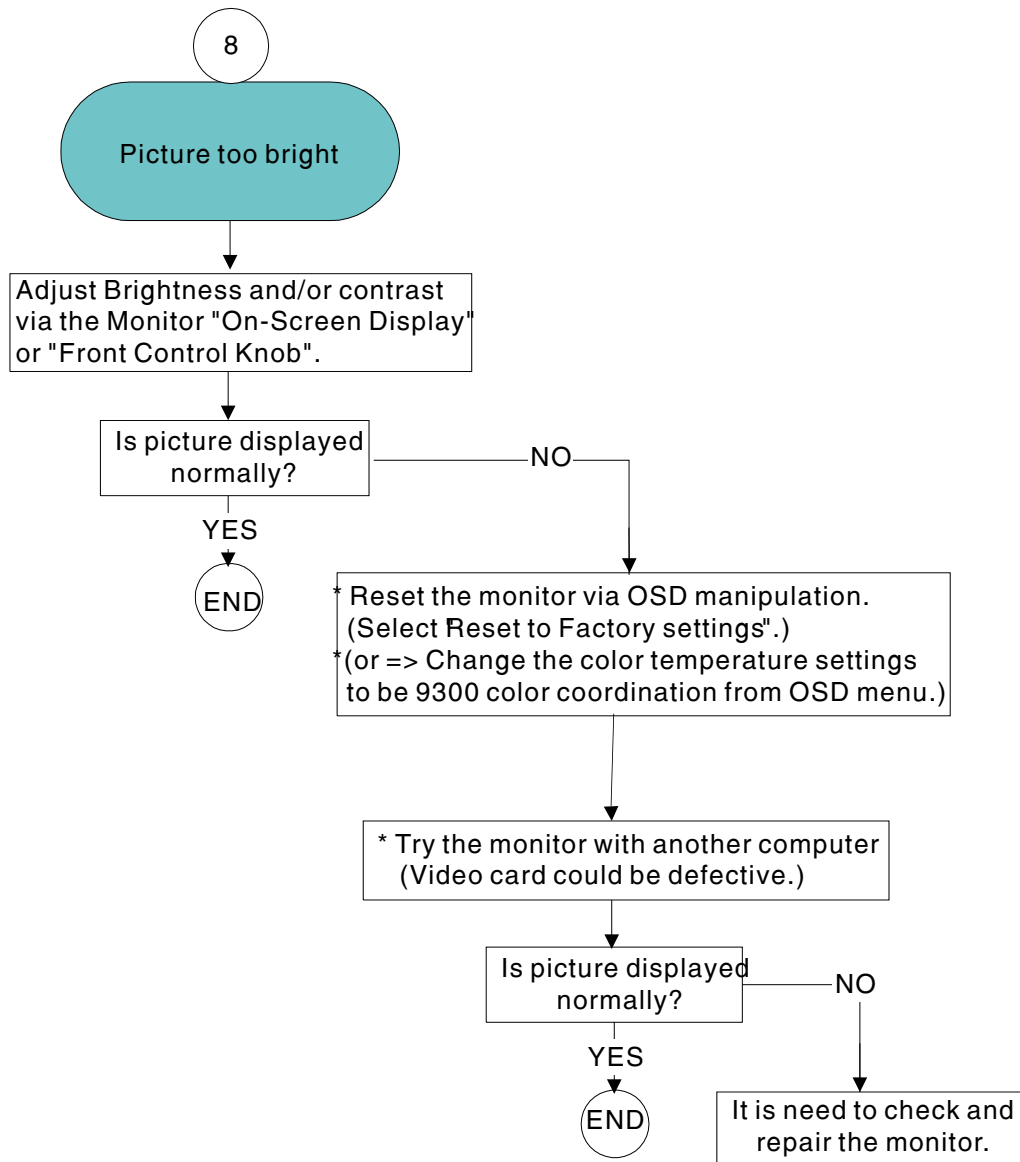 8
Picture too bright
Adjust Brightness and/or contrast
via the Monitor "On-Screen Display"
or "Front Control Knob".
Is picture displayed
normally?
NO
YES
END
* Reset the monitor via OSD manipulation.
(Select "Reset to Factory settings".)
*(or => Change the color temperature settings
to be 9300 color coordination from OSD menu.)
* Try the monitor with another computer
(Video card could be defective.)
Is picture displayed
normally?
NO
YES
END
It is need to check and
repair the monitor.